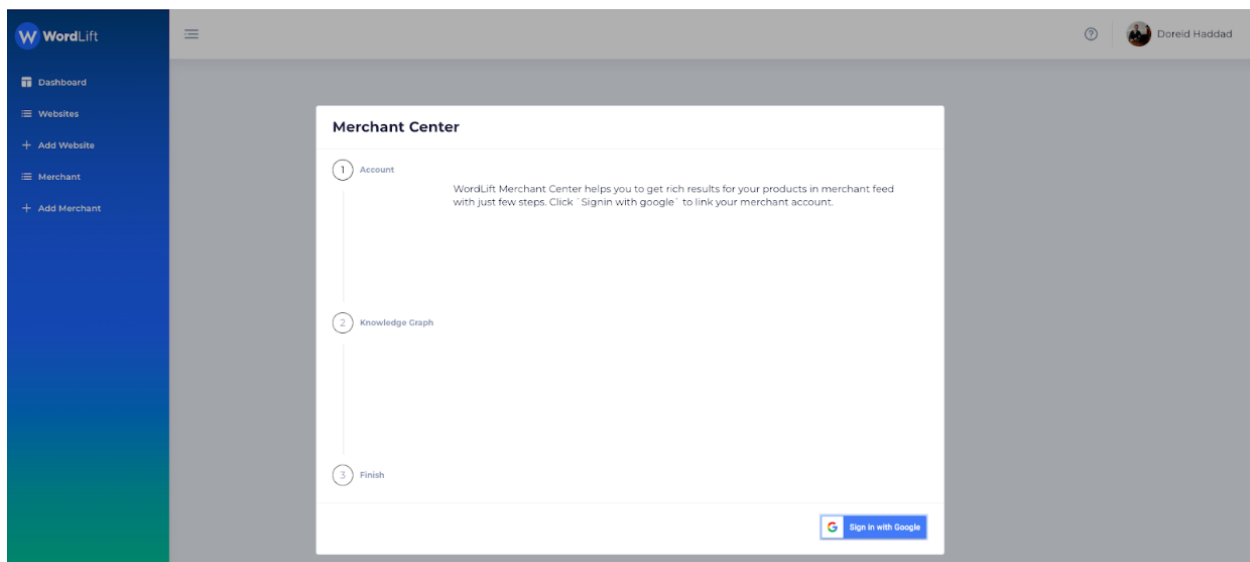 WordLift
Doreid Haddad
Dashboard
Websites
+ Add Website
Merchant
+ Add Merchant
Merchant Center
1 Account
WordLift Merchant Center helps you to get rich results for your products in merchant feed
with just few steps. Click `Signin with google` to link your merchant account.
2 Knowledge Graph
3 Finish
G Sign in with Google